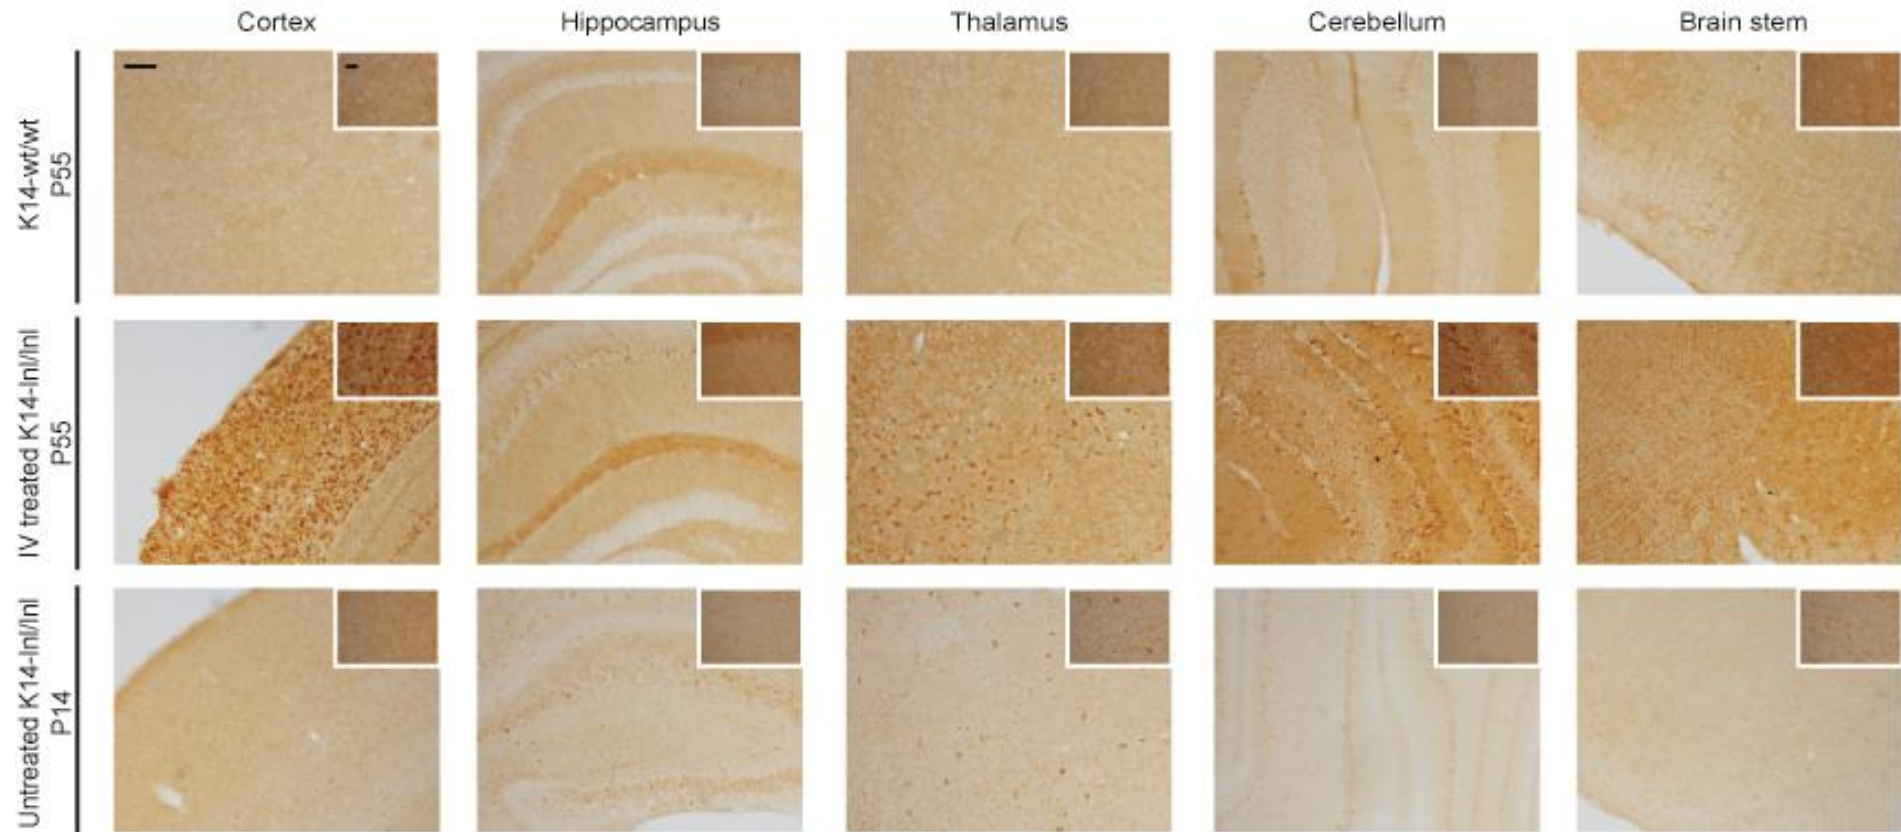 Cortex Hippocampus Thalamus Cerebellum Brain stem
K14-wt/wt
P55
IV treated K14-lnl/lnl
P55
Untreated K14-lnl/lnl
P14